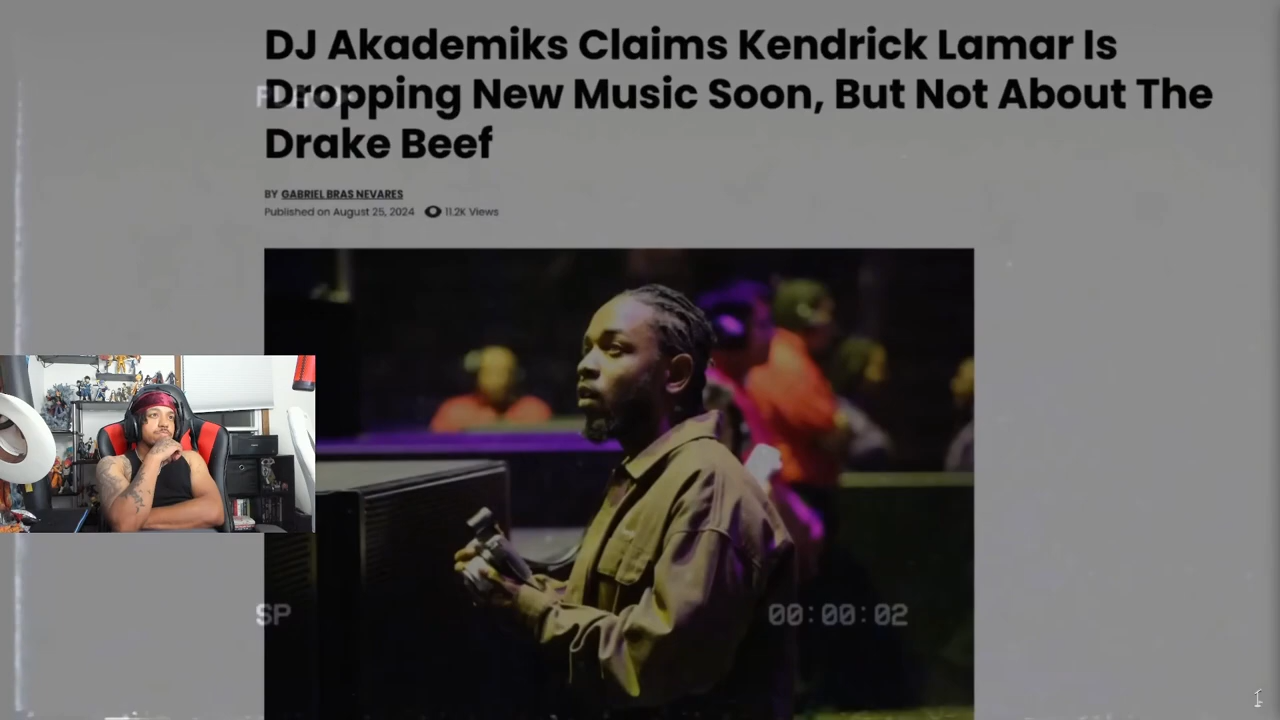 DJ Akademiks Claims Kendrick Lamar Is
Dropping New Music Soon, But Not About The
Drake Beef
BY GABRIEL BRAS NEVARES
Published on August 25, 2024 11.2K Views
SP 00:00:02